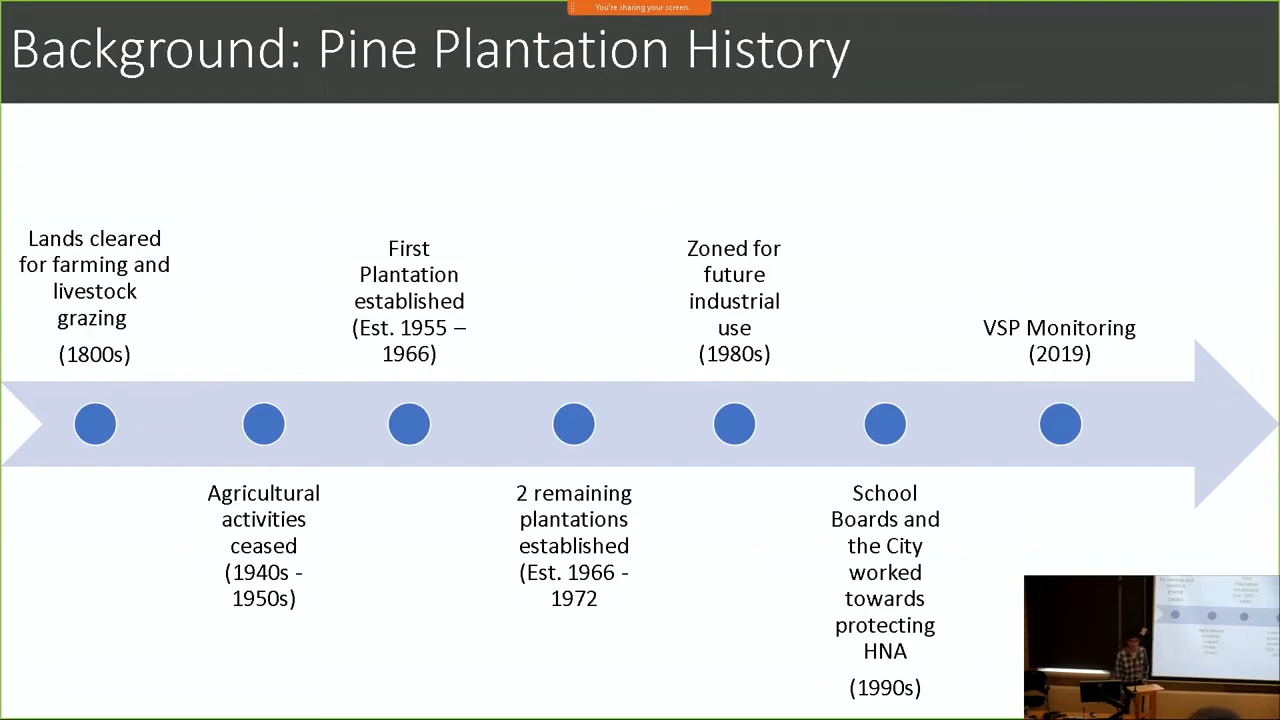 You're sharing your screen.
Background: Pine Plantation History
Lands cleared
for farming and
livestock
grazing
(1800s)
Agricultural
activities
ceased
(1940s -
1950s)
First
Plantation
established
(Est. 1955 –
1966)
2 remaining
plantations
established
(Est. 1966 -
1972
Zoned for
future
industrial
use
(1980s)
School
Boards and
the City
worked
towards
protecting
HNA
(1990s)
VSP Monitoring
(2019)